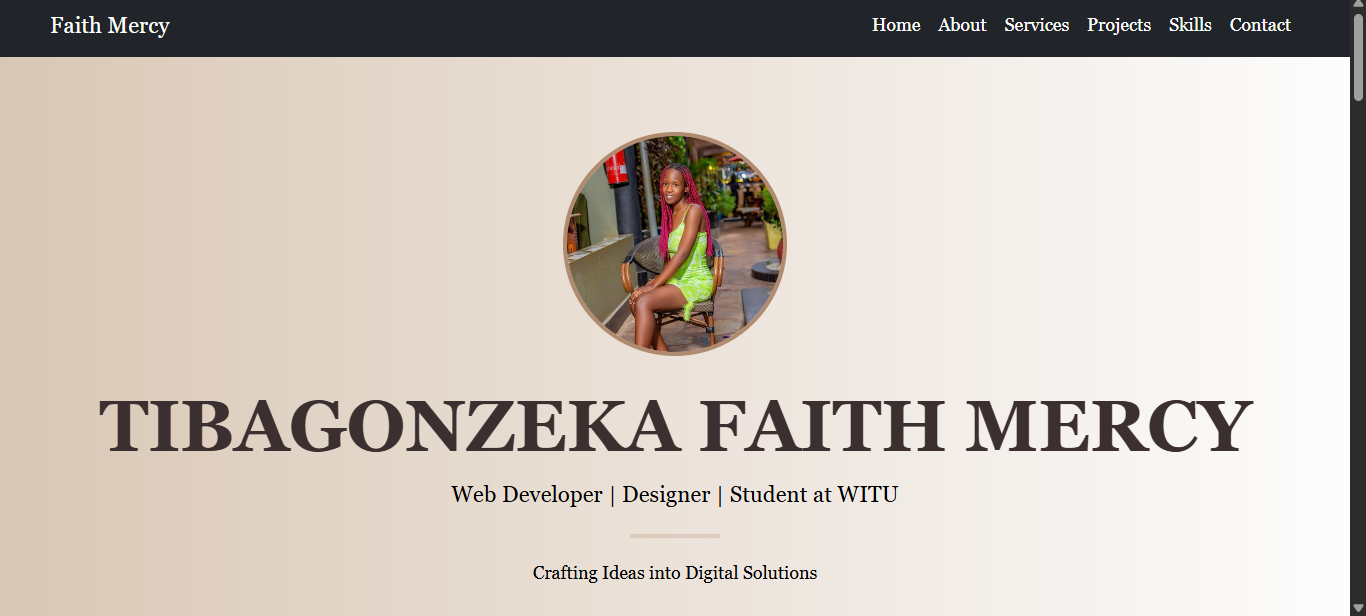 Faith Mercy
Home About Services Projects Skills Contact
TIBAGONZEKA FAITH MERCY
Web Developer | Designer | Student at WITU
Crafting Ideas into Digital Solutions